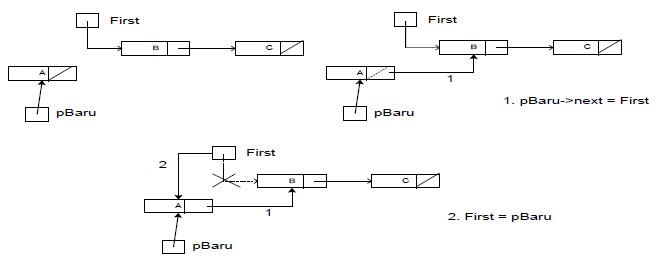 First
B
C
A
pBaru
First
B
C
A
1
pBaru
1. pBaru->next = First
First
2
B
C
A
1
2. First = pBaru
pBaru